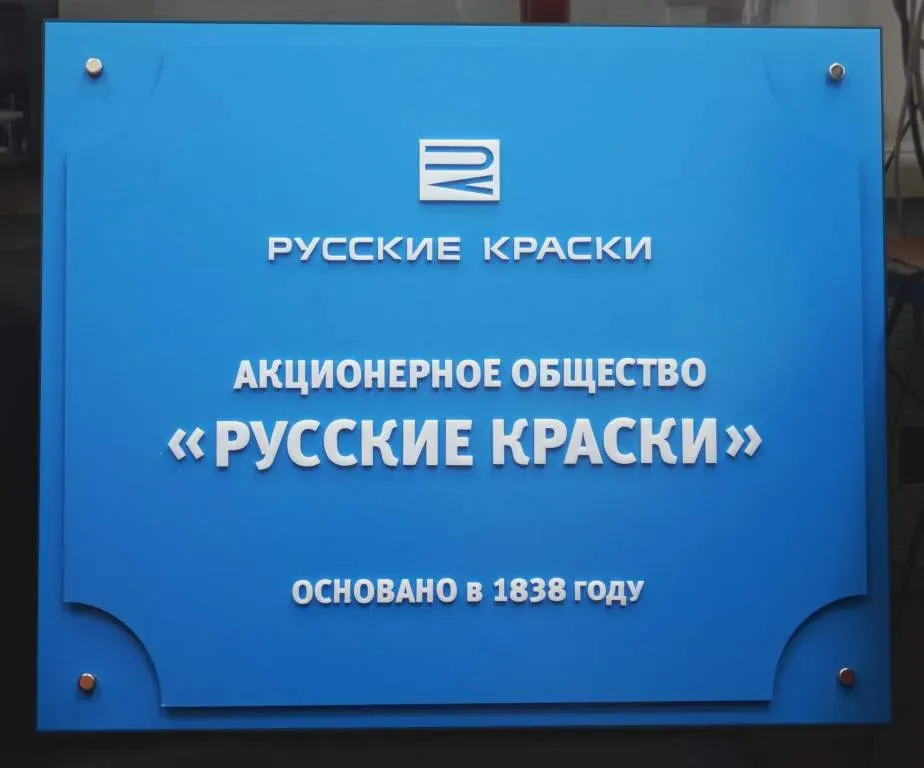 РУССКИЕ КРАСКИ
АКЦИОНЕРНОЕ ОБЩЕСТВО
«РУССКИЕ КРАСКИ»
ОСНОВАНО в 1838 году